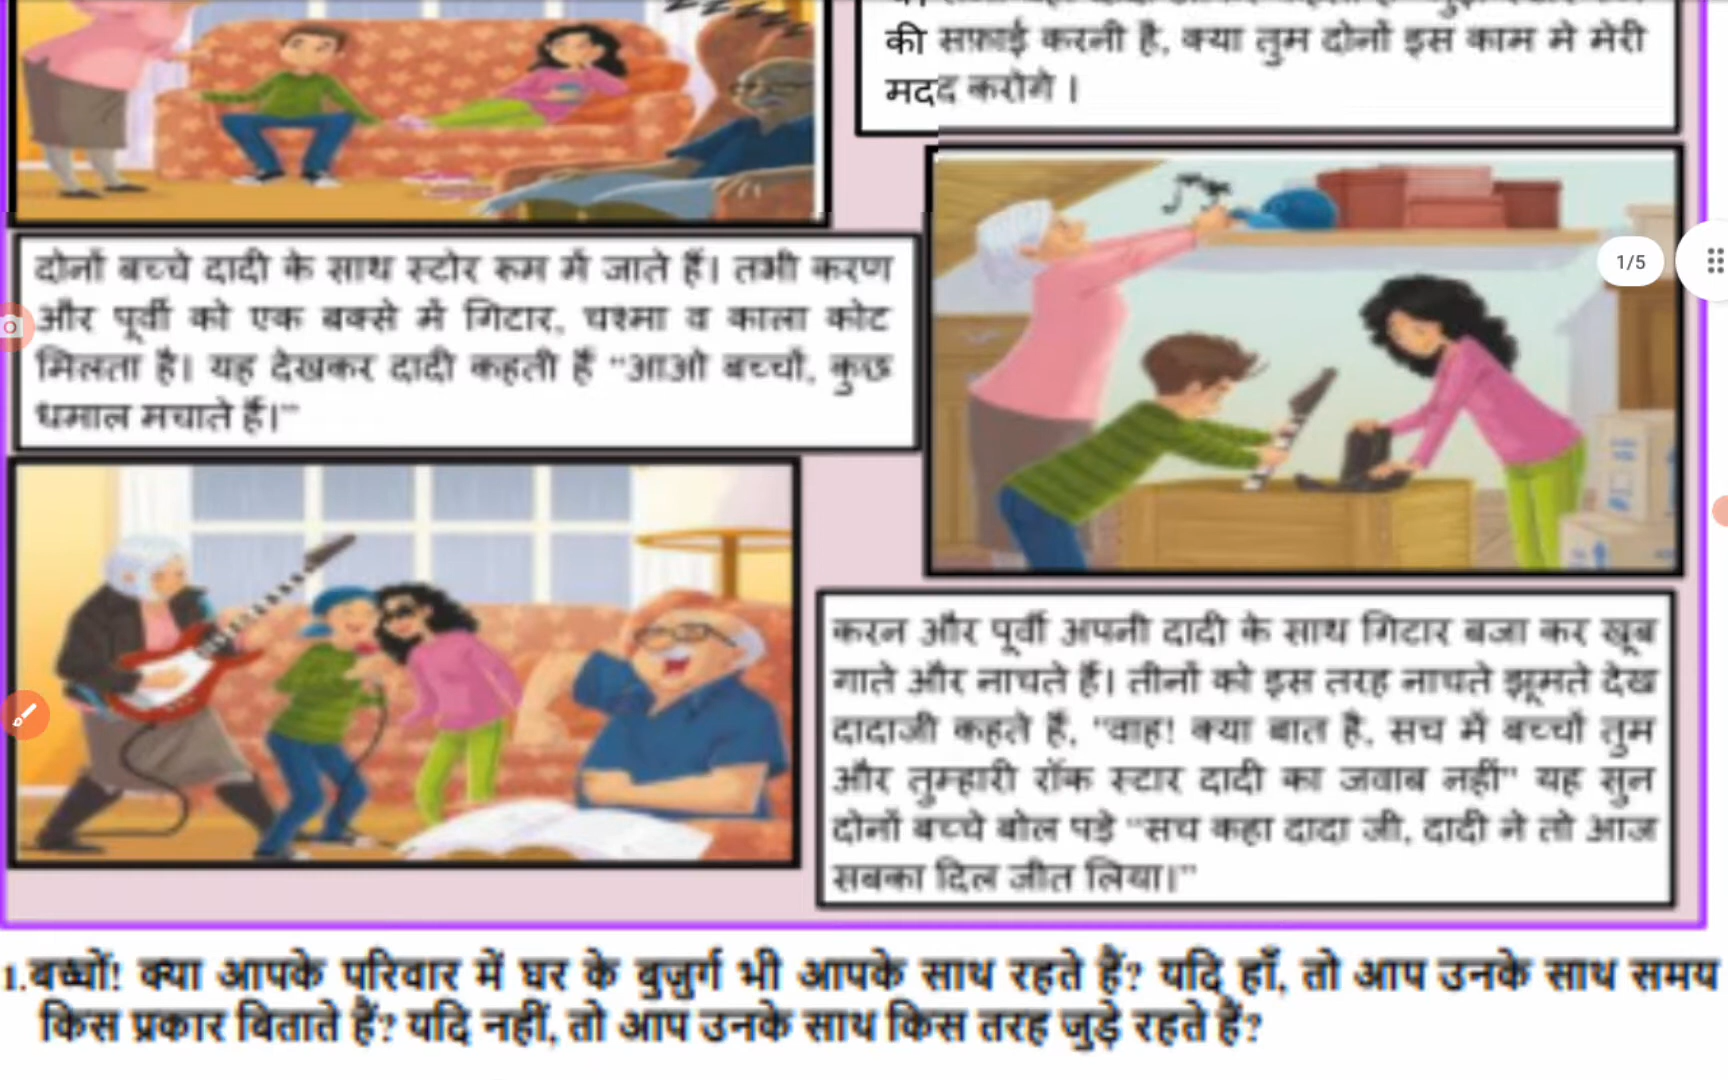 की सफ़ाई करनी है, क्या तुम दोनों इस काम मे मेरी
मदद करोगे ।
दोनों बच्चे दादी के साथ स्टोर रूम में जाते हैं। तभी करण
और पूर्वी को एक बक्से में गिटार, चश्मा व काला कोट
मिलता है। यह देखकर दादी कहती हैं “आओ बच्चों, कुछ
धमाल मचाते हैं।”
1/5
करन और पूर्वी अपनी दादी के साथ गिटार बजा कर खूब
गाते और नाचते हैं। तीनों को इस तरह नाचते झूमते देख
दादाजी कहते हैं, "वाह! क्या बात है, सच में बच्चों तुम
और तुम्हारी रॉक स्टार दादी का जवाब नहीं" यह सुन
दोनों बच्चे बोल पड़े “सच कहा दादा जी, दादी ने तो आज
सबका दिल जीत लिया।”
1.बच्चों! क्या आपके परिवार में घर के बुजुर्ग भी आपके साथ रहते हैं? यदि हाँ, तो आप उनके साथ समय
किस प्रकार बिताते हैं? यदि नहीं, तो आप उनके साथ किस तरह जुड़े रहते हैं?